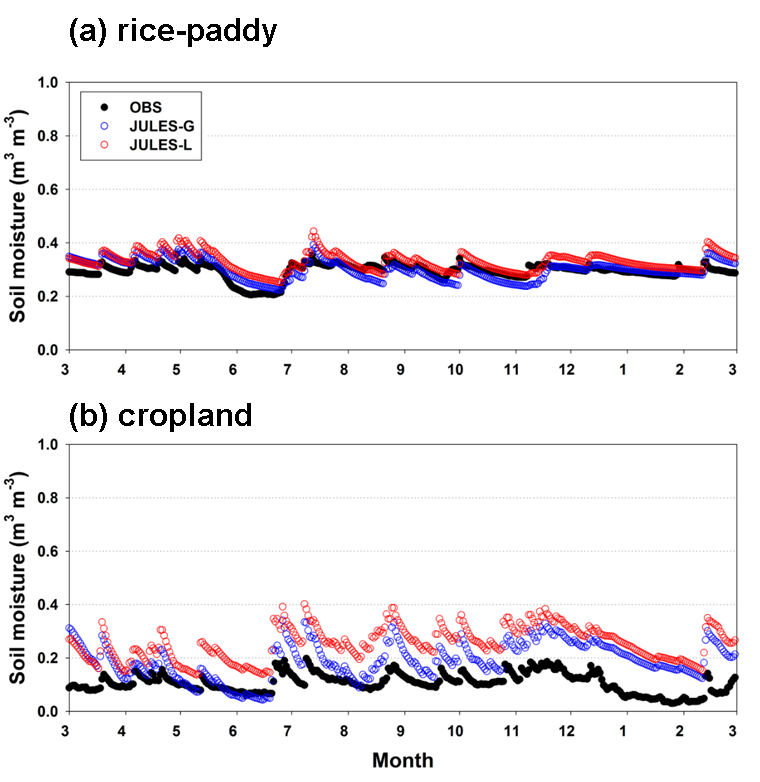 (a) rice-paddy
1.0
OBS
JULES-G
JULES-L
0.8
0.6
0.4
0.2
0.0
Soil moisture (m³ m⁻³)
3 4 5 6 7 8 9 10 11 12 1 2 3
(b) cropland
1.0
0.8
0.6
0.4
0.2
0.0
Soil moisture (m³ m⁻³)
3 4 5 6 7 8 9 10 11 12 1 2 3
Month